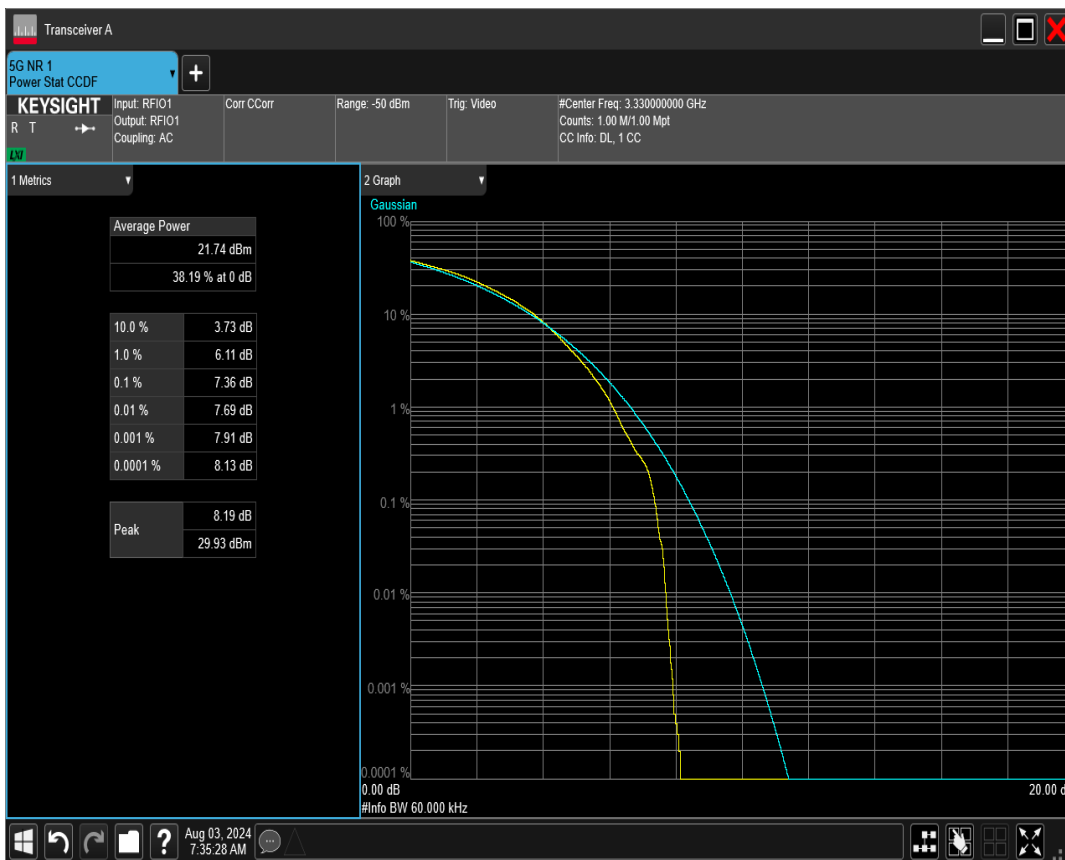 Transceiver A
5G NR 1
Power Stat CCDF
+
KEYSIGHT
R T
LXI
Input: RFIO1
Output: RFIO1
Coupling: AC
Corr CCorr
Range: -50 dBm
Trig: Video
#Center Freq: 3.330000000 GHz
Counts: 1.00 M/1.00 Mpt
CC Info: DL, 1 CC
1 Metrics
Average Power
21.74 dBm
38.19 % at 0 dB
10.0 % 3.73 dB
1.0 % 6.11 dB
0.1 % 7.36 dB
0.01 % 7.69 dB
0.001 % 7.91 dB
0.0001 % 8.13 dB
Peak 8.19 dB
29.93 dBm
2 Graph
Gaussian
100 %
10 %
1 %
0.1 %
0.01 %
0.001 %
0.0001 %
0.00 dB 20.00 d
#Info BW 60.000 kHz
?
Aug 03, 2024
7:35:28 AM